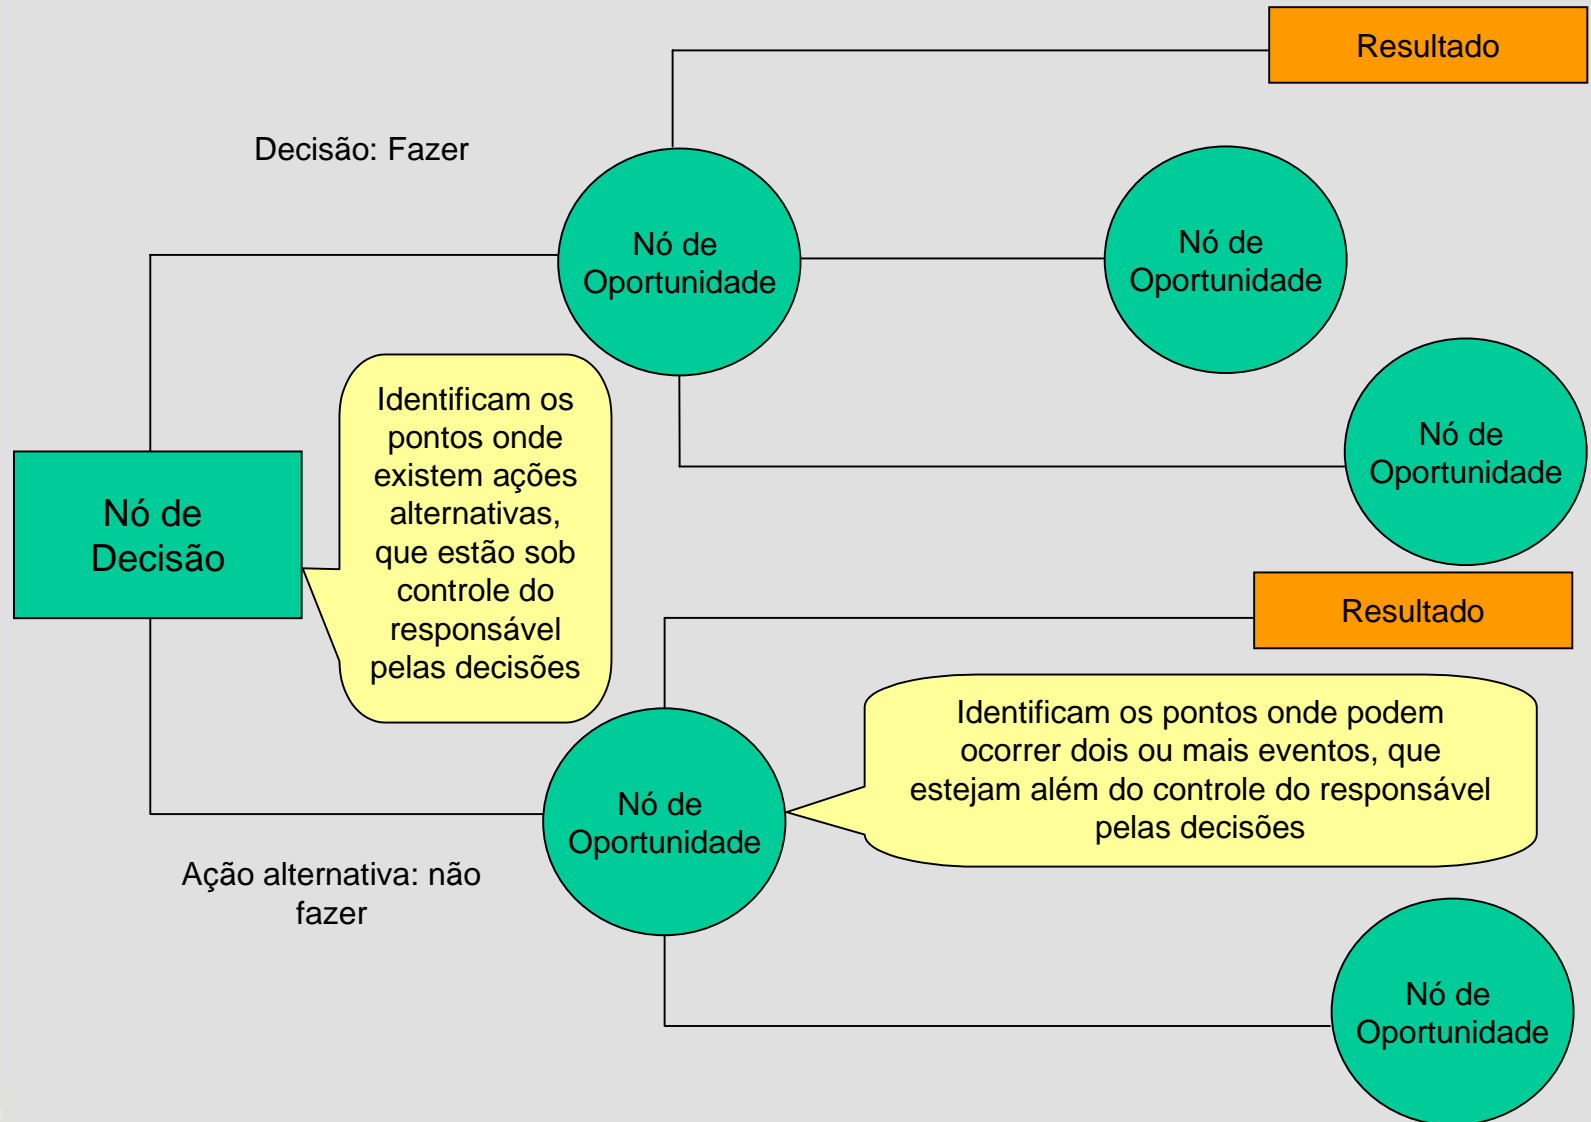 Resultado
Decisão: Fazer
Nó de
Oportunidade
Nó de
Oportunidade
Identificam os
pontos onde
existem ações
alternativas,
que estão sob
controle do
responsável
pelas decisões
Nó de
Oportunidade
Nó de
Decisão
Resultado
Identificam os pontos onde podem
ocorrer dois ou mais eventos, que
estejam além do controle do responsável
pelas decisões
Nó de
Oportunidade
Ação alternativa: não
fazer
Nó de
Oportunidade